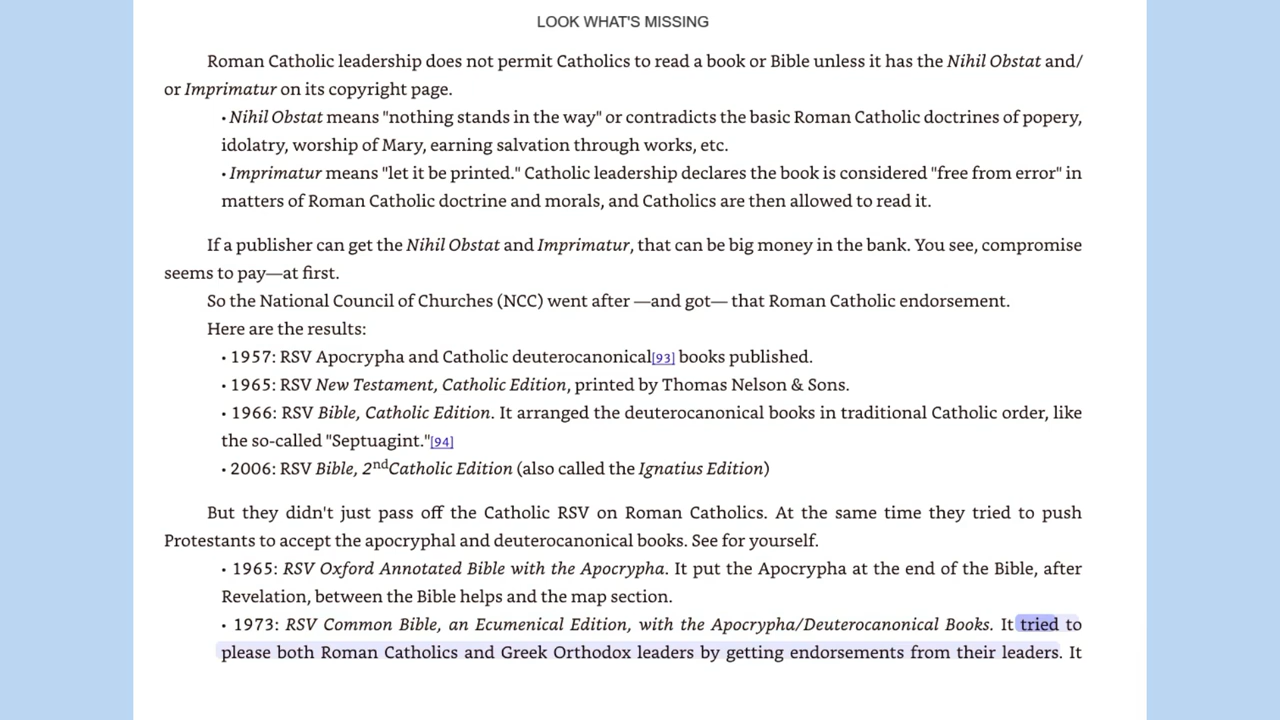 LOOK WHAT'S MISSING
Roman Catholic leadership does not permit Catholics to read a book or Bible unless it has the Nihil Obstat and/
or Imprimatur on its copyright page.
• Nihil Obstat means "nothing stands in the way" or contradicts the basic Roman Catholic doctrines of popery,
idolatry, worship of Mary, earning salvation through works, etc.
• Imprimatur means "let it be printed." Catholic leadership declares the book is considered "free from error" in
matters of Roman Catholic doctrine and morals, and Catholics are then allowed to read it.
If a publisher can get the Nihil Obstat and Imprimatur, that can be big money in the bank. You see, compromise
seems to pay—at first.
So the National Council of Churches (NCC) went after —and got— that Roman Catholic endorsement.
Here are the results:
• 1957: RSV Apocrypha and Catholic deuterocanonical[93] books published.
• 1965: RSV New Testament, Catholic Edition, printed by Thomas Nelson & Sons.
• 1966: RSV Bible, Catholic Edition. It arranged the deuterocanonical books in traditional Catholic order, like
the so-called "Septuagint."[94]
• 2006: RSV Bible, 2ndCatholic Edition (also called the Ignatius Edition)
But they didn't just pass off the Catholic RSV on Roman Catholics. At the same time they tried to push
Protestants to accept the apocryphal and deuterocanonical books. See for yourself.
• 1965: RSV Oxford Annotated Bible with the Apocrypha. It put the Apocrypha at the end of the Bible, after
Revelation, between the Bible helps and the map section.
• 1973: RSV Common Bible, an Ecumenical Edition, with the Apocrypha/Deuterocanonical Books. It tried to
please both Roman Catholics and Greek Orthodox leaders by getting endorsements from their leaders. It